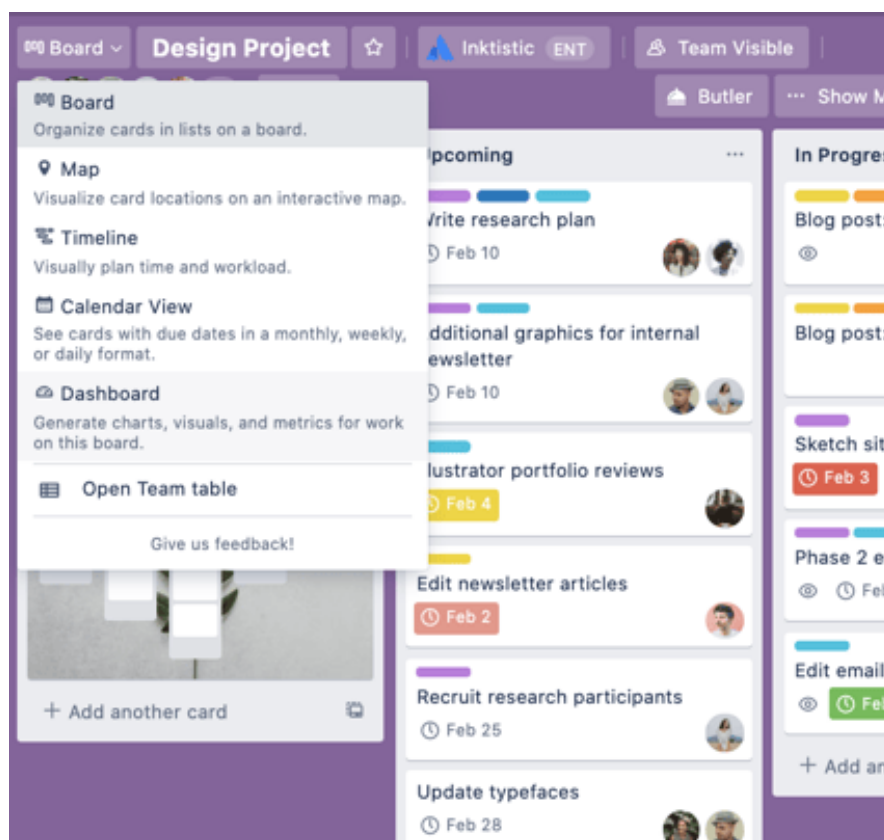 Board
Design Project
Inktistic ENT
Team Visible
Butler
··· Show
Board
Organize cards in lists on a board.
Map
Visualize card locations on an interactive map.
Timeline
Visually plan time and workload.
Calendar View
See cards with due dates in a monthly, weekly,
or daily format.
Dashboard
Generate charts, visuals, and metrics for work
on this board.
Open Team table
Give us feedback!
+ Add another card
pcoming
···
rite research plan
Feb 10
dditional graphics for internal
ewsletter
Feb 10
lustrator portfolio reviews
Feb 4
Edit newsletter articles
Feb 2
Recruit research participants
Feb 25
Update typefaces
Feb 28
In Progre
Blog post:
Blog post:
Sketch sit
Feb 3
Phase 2 e
Fe
Edit email
Fe
+ Add an